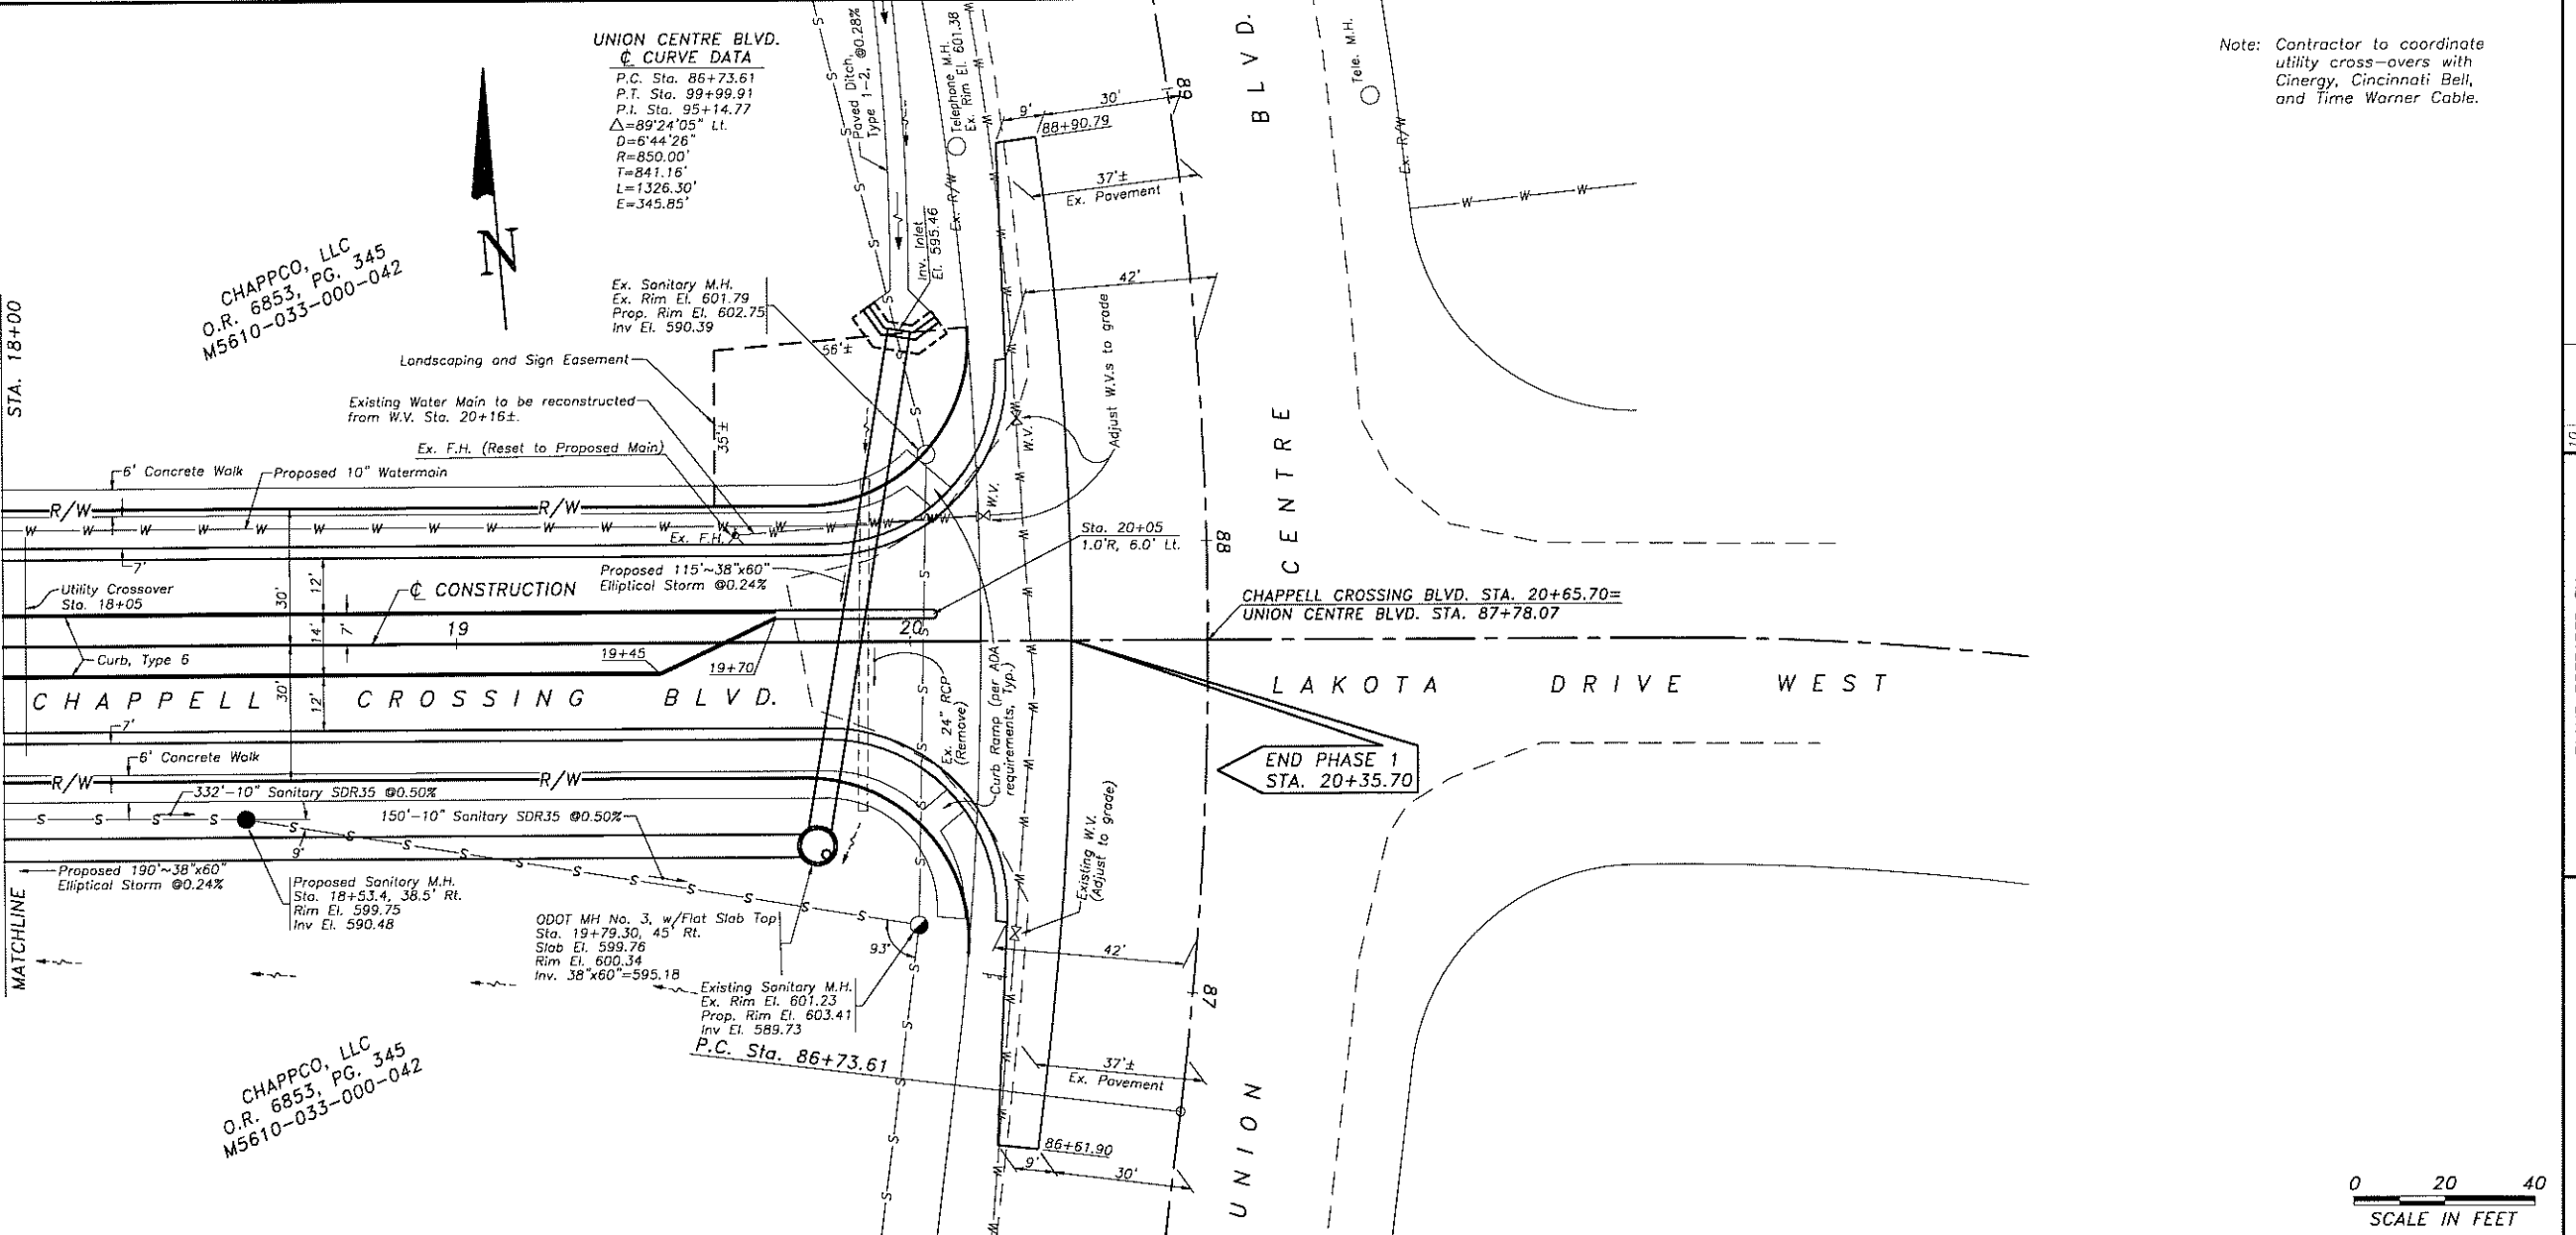 UNION CENTRE BLVD.
℄ CURVE DATA
P.C. Sta. 86+73.61
P.T. Sta. 99+99.91
P.I. Sta. 95+14.77
△=89°24'05" Lt.
D=6°44'26"
R=850.00'
T=841.16'
L=1326.30'
E=345.85'
Note: Contractor to coordinate
utility cross-overs with
Cinergy, Cincinnati Bell,
and Time Warner Cable.
Paved Ditch,
Type 1-2, @0.28%
Telephone M.H.
Ex. Rim El. 601.38
Ex. R/W
Inv. Inlet
El. 595.46
9'
30'
88+90.79
89
37'±
Ex. Pavement
42'
Tele. M.H.
Ex. R/W
UNION CENTRE BLVD.
N
CHAPPCO, LLC
O.R. 6853, PG. 345
M5610-033-000-042
STA. 18+00
MATCHLINE
Ex. Sanitary M.H.
Ex. Rim El. 601.79
Prop. Rim El. 602.75
Inv El. 590.39
Landscaping and Sign Easement
56'±
35'±
Existing Water Main to be reconstructed
from W.V. Sta. 20+16±.
Ex. F.H. (Reset to Proposed Main)
Adjust W.V.s to grade
W.V.
W.V.
6' Concrete Walk
Proposed 10" Watermain
R/W
R/W
Ex. F.H.
Sta. 20+05
1.0'R, 6.0' Lt.
88
7'
Utility Crossover
Sta. 18+05
30'
12'
℄ CONSTRUCTION
Proposed 115'~38"x60"
Elliptical Storm @0.24%
14'
7'
19
20
CHAPPELL CROSSING BLVD. STA. 20+65.70=
UNION CENTRE BLVD. STA. 87+78.07
Curb, Type 6
19+45
19+70
30'
12'
CHAPPELL CROSSING BLVD.
LAKOTA DRIVE WEST
Ex. 24" RCP
(Remove)
Curb Ramp (per ADA
requirements, Typ.)
END PHASE 1
STA. 20+35.70
7'
6' Concrete Walk
R/W
R/W
332'-10" Sanitary SDR35 @0.50%
150'-10" Sanitary SDR35 @0.50%
9'
Proposed 190'~38"x60"
Elliptical Storm @0.24%
Proposed Sanitary M.H.
Sta. 18+53.4, 38.5' Rt.
Rim El. 599.75
Inv El. 590.48
ODOT MH No. 3, w/Flat Slab Top
Sta. 19+79.30, 45' Rt.
Slab El. 599.76
Rim El. 600.34
Inv. 38"x60"=595.18
93°
Existing W.V.
(Adjust to grade)
42'
Existing Sanitary M.H.
Ex. Rim El. 601.23
Prop. Rim El. 603.41
Inv El. 589.73
87
P.C. Sta. 86+73.61
37'±
Ex. Pavement
CHAPPCO, LLC
O.R. 6853, PG. 345
M5610-033-000-042
86+61.90
9'
30'
0 20 40
SCALE IN FEET